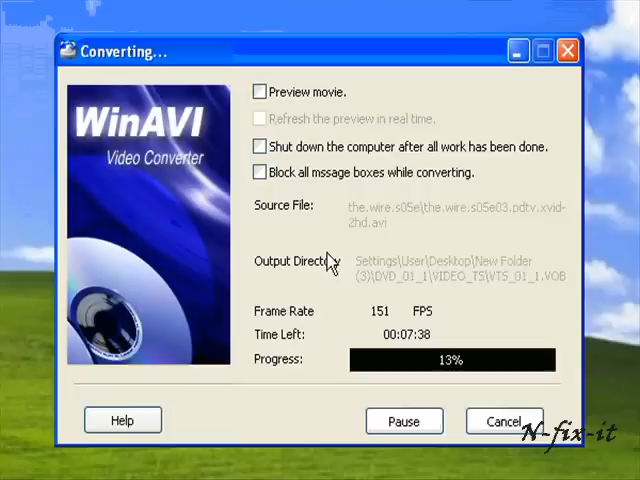 Converting...
WinAVI
Video Converter
Preview movie.
Refresh the preview in real time.
Shut down the computer after all work has been done.
Block all mssage boxes while converting.
Source File:
the.wire.s05e\the.wire.s05e03.pdtv.xvid-
2hd.avi
Output Directory
Settings\User\Desktop\New Folder
(3)\DVD_01_1\VIDEO_TS\VTS_01_1.VOB
Frame Rate 151 FPS
Time Left: 00:07:38
Progress: 13%
Help Pause Cancel
N-fix-it